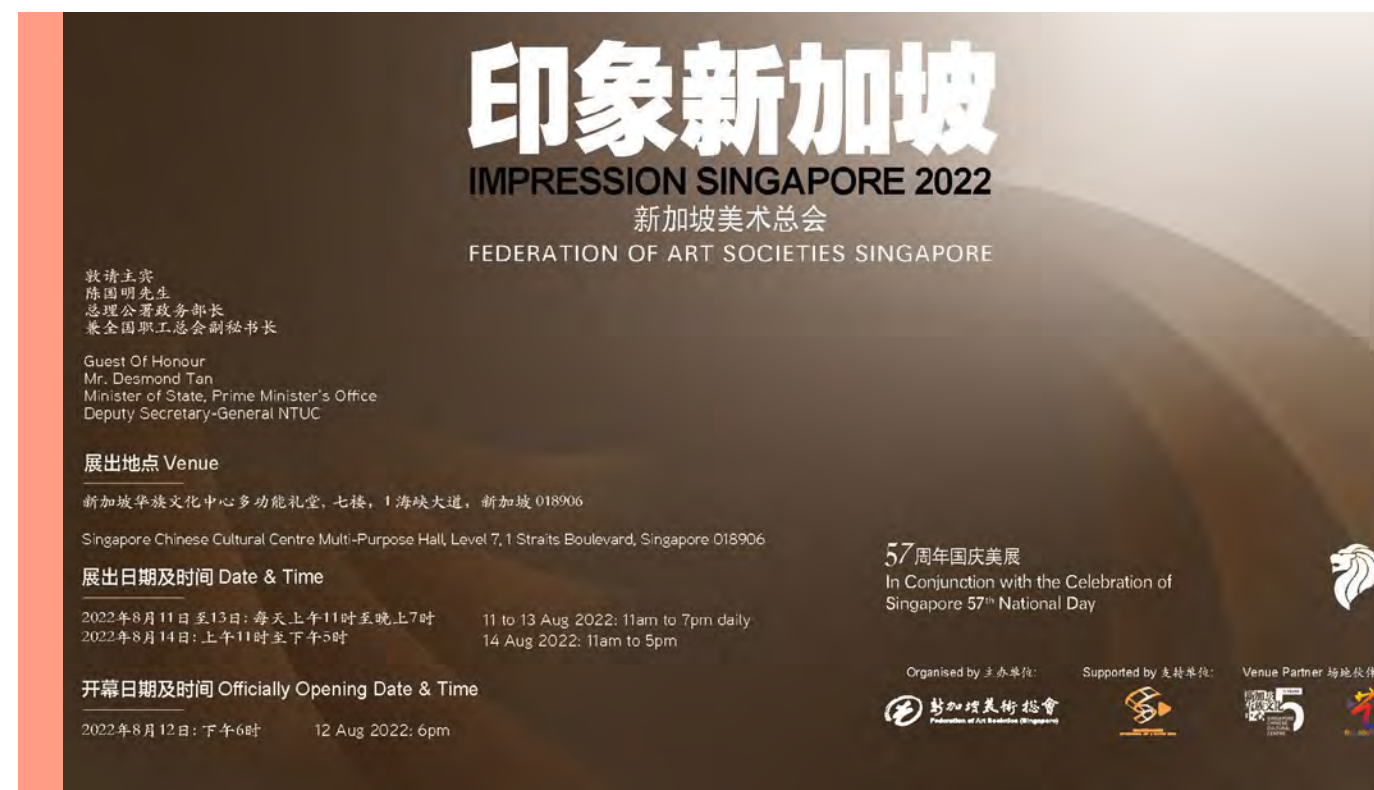 印象新加坡
IMPRESSION SINGAPORE 2022
新加坡美术总会
FEDERATION OF ART SOCIETIES SINGAPORE
敦请主宾
陈国明先生
总理公署政务部长
兼全国职工总会副秘书长
Guest Of Honour
Mr. Desmond Tan
Minister of State, Prime Minister's Office
Deputy Secretary-General NTUC
展出地点 Venue
新加坡华族文化中心多功能礼堂, 七楼, 1 海峡大道, 新加坡 018906
Singapore Chinese Cultural Centre Multi-Purpose Hall, Level 7, 1 Straits Boulevard, Singapore 018906
展出日期及时间 Date & Time
2022年8月11日至13日: 每天上午11时至晚上7时
2022年8月14日: 上午11时至下午5时
11 to 13 Aug 2022: 11am to 7pm daily
14 Aug 2022: 11am to 5pm
开幕日期及时间 Officially Opening Date & Time
2022年8月12日: 下午6时
12 Aug 2022: 6pm
57周年国庆美展
In Conjunction with the Celebration of
Singapore 57th National Day
Organised by 主办单位:
新加坡美術總會
Federation of Art Societies (Singapore)
Supported by 支持单位:
Venue Partner 场地伙伴
SINGAPORE
CHINESE
CULTURAL
CENTRE